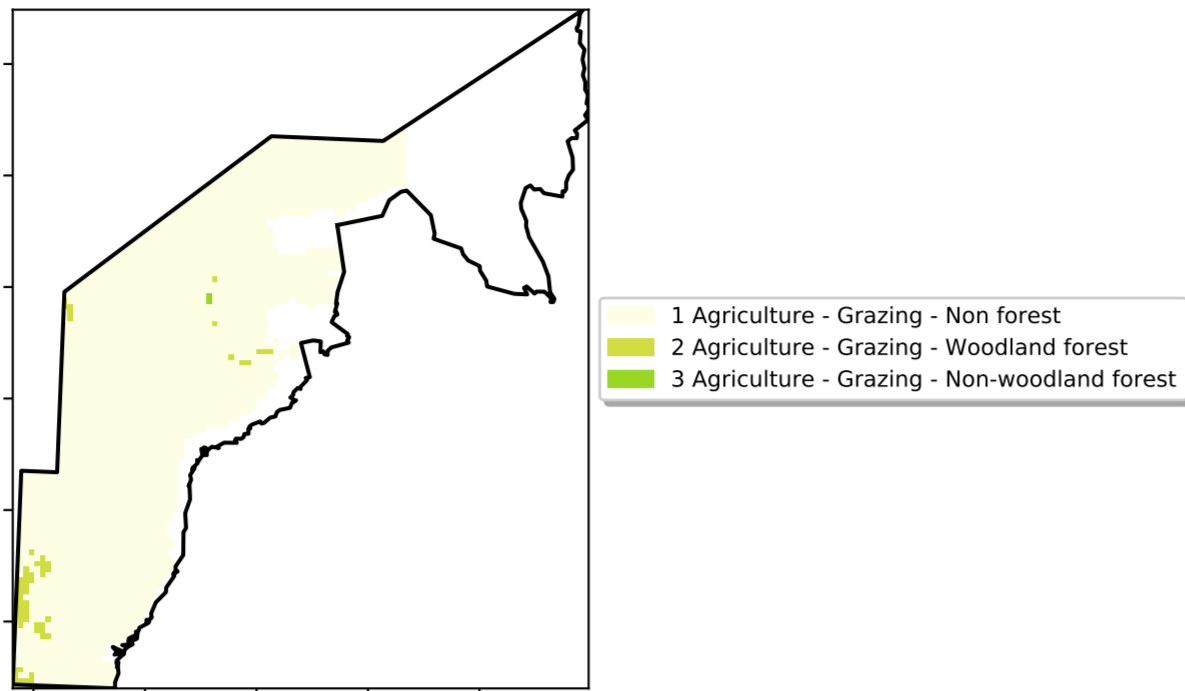 1 Agriculture - Grazing - Non forest
2 Agriculture - Grazing - Woodland forest
3 Agriculture - Grazing - Non-woodland forest